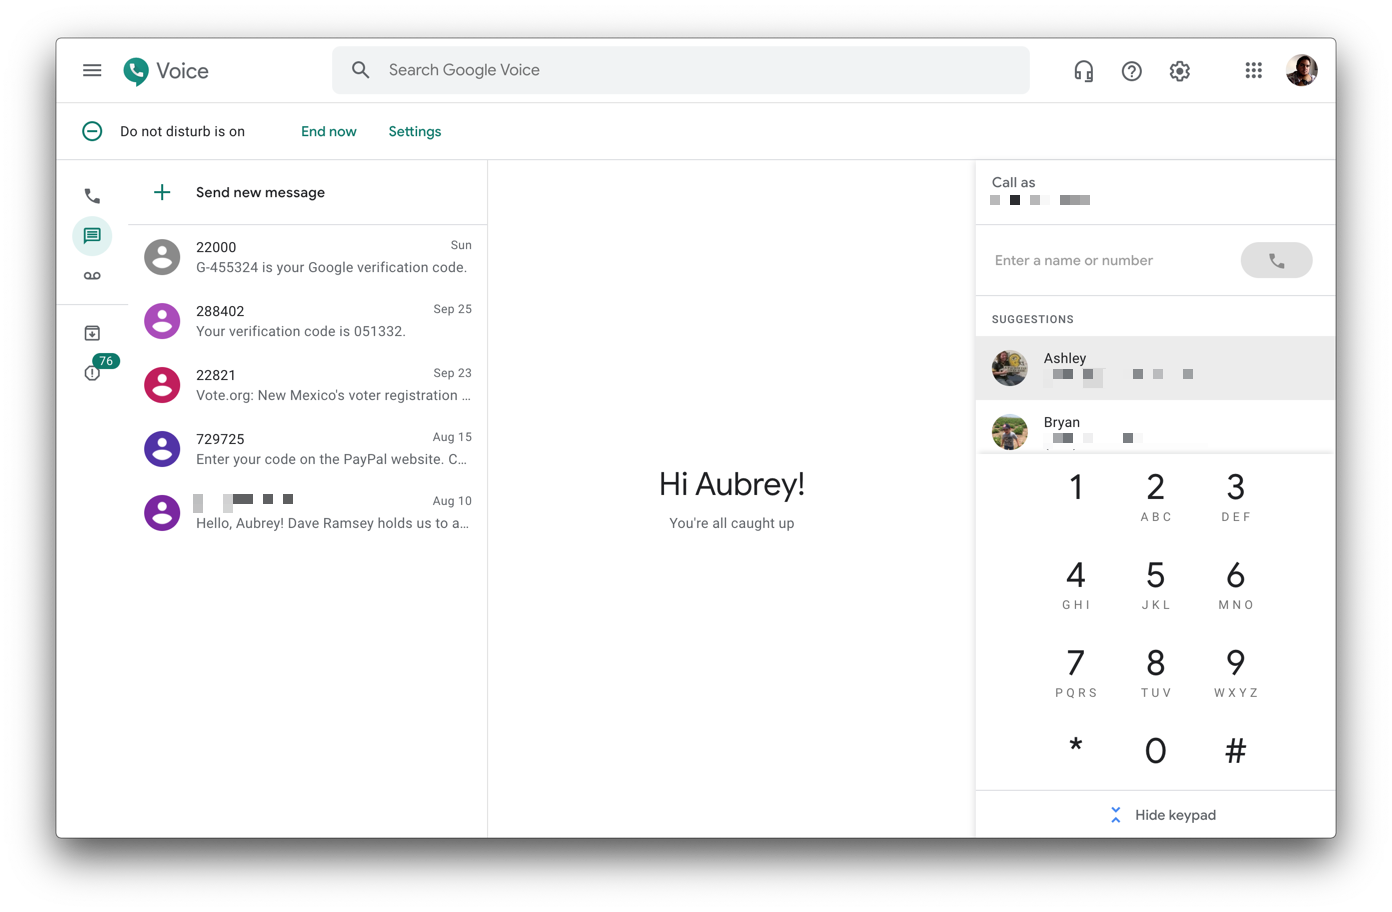 Voice
Search Google Voice
Do not disturb is on
End now
Settings
Send new message
22000
Sun
G-455324 is your Google verification code.
288402
Sep 25
Your verification code is 051332.
22821
Sep 23
Vote.org: New Mexico's voter registration ...
729725
Aug 15
Enter your code on the PayPal website. C...
Aug 10
Hello, Aubrey! Dave Ramsey holds us to a...
76
Hi Aubrey!
You're all caught up
Call as
Enter a name or number
SUGGESTIONS
Ashley
Bryan
1
2
3
ABC
DEF
4
5
6
GHI
JKL
MNO
7
8
9
PQRS
TUV
WXYZ
*
0
#
Hide keypad